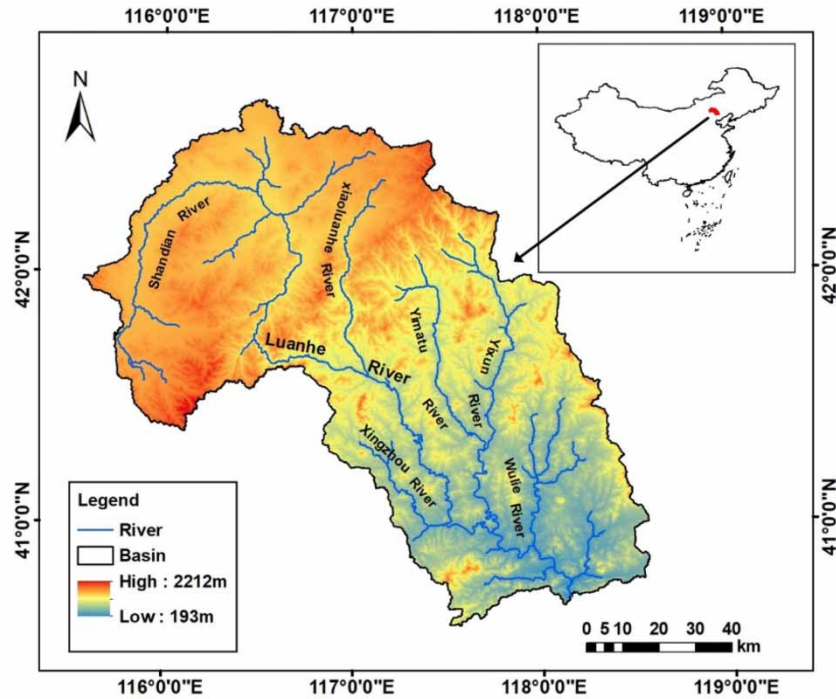 116°0'0"E 117°0'0"E 118°0'0"E 119°0'0"E
N
42°0'0"N
42°0'0"N
41°0'0"N
41°0'0"N
Shandian River
xiaoluanhe River
Luanhe River
Yimatu River
Yixun River
Xingzhou River
Wulie River
Legend
River
Basin
High : 2212m
Low : 193m
0 5 10 20 30 40
km
116°0'0"E 117°0'0"E 118°0'0"E 119°0'0"E